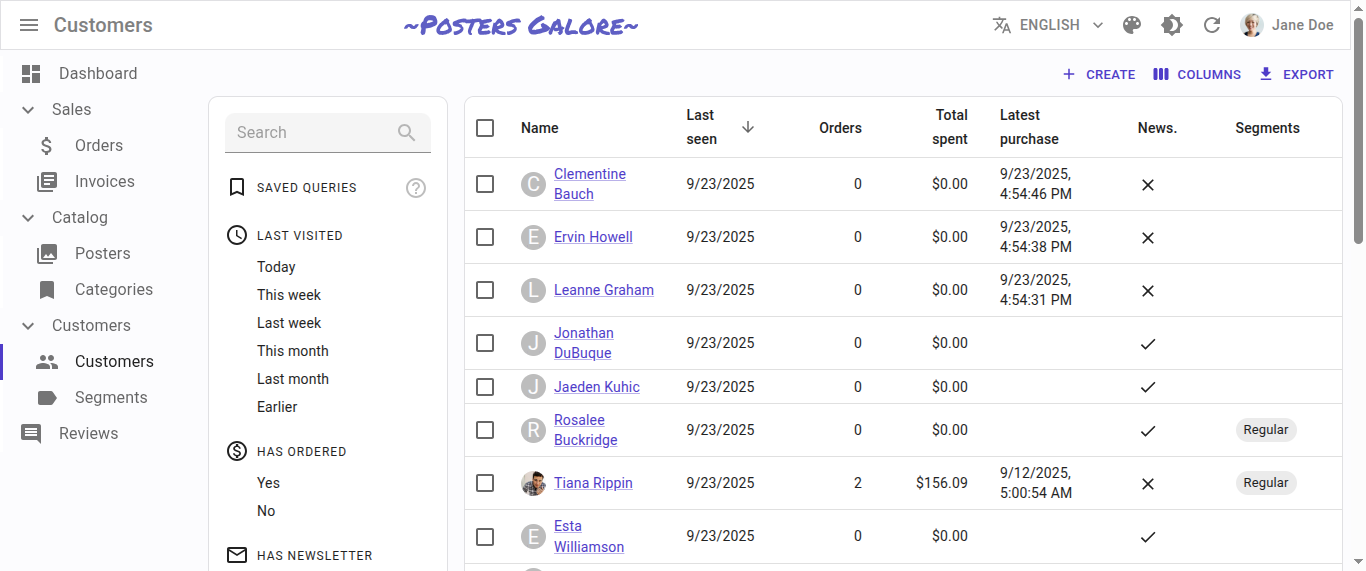 Customers
~Posters Galore~
ENGLISH
Jane Doe
Dashboard
Sales
Orders
Invoices
Catalog
Posters
Categories
Customers
Customers
Segments
Reviews
CREATE
COLUMNS
EXPORT
Search
SAVED QUERIES
LAST VISITED
Today
This week
Last week
This month
Last month
Earlier
HAS ORDERED
Yes
No
HAS NEWSLETTER
Name
Last
seen
Orders
Total
spent
Latest
purchase
News.
Segments
C
Clementine
Bauch
9/23/2025
0
$0.00
9/23/2025,
4:54:46 PM
E
Ervin Howell
9/23/2025
0
$0.00
9/23/2025,
4:54:38 PM
L
Leanne Graham
9/23/2025
0
$0.00
9/23/2025,
4:54:31 PM
J
Jonathan
DuBuque
9/23/2025
0
$0.00
J
Jaeden Kuhic
9/23/2025
0
$0.00
R
Rosalee
Buckridge
9/23/2025
0
$0.00
Regular
Tiana Rippin
9/23/2025
2
$156.09
9/12/2025,
5:00:54 AM
Regular
E
Esta
Williamson
9/23/2025
0
$0.00